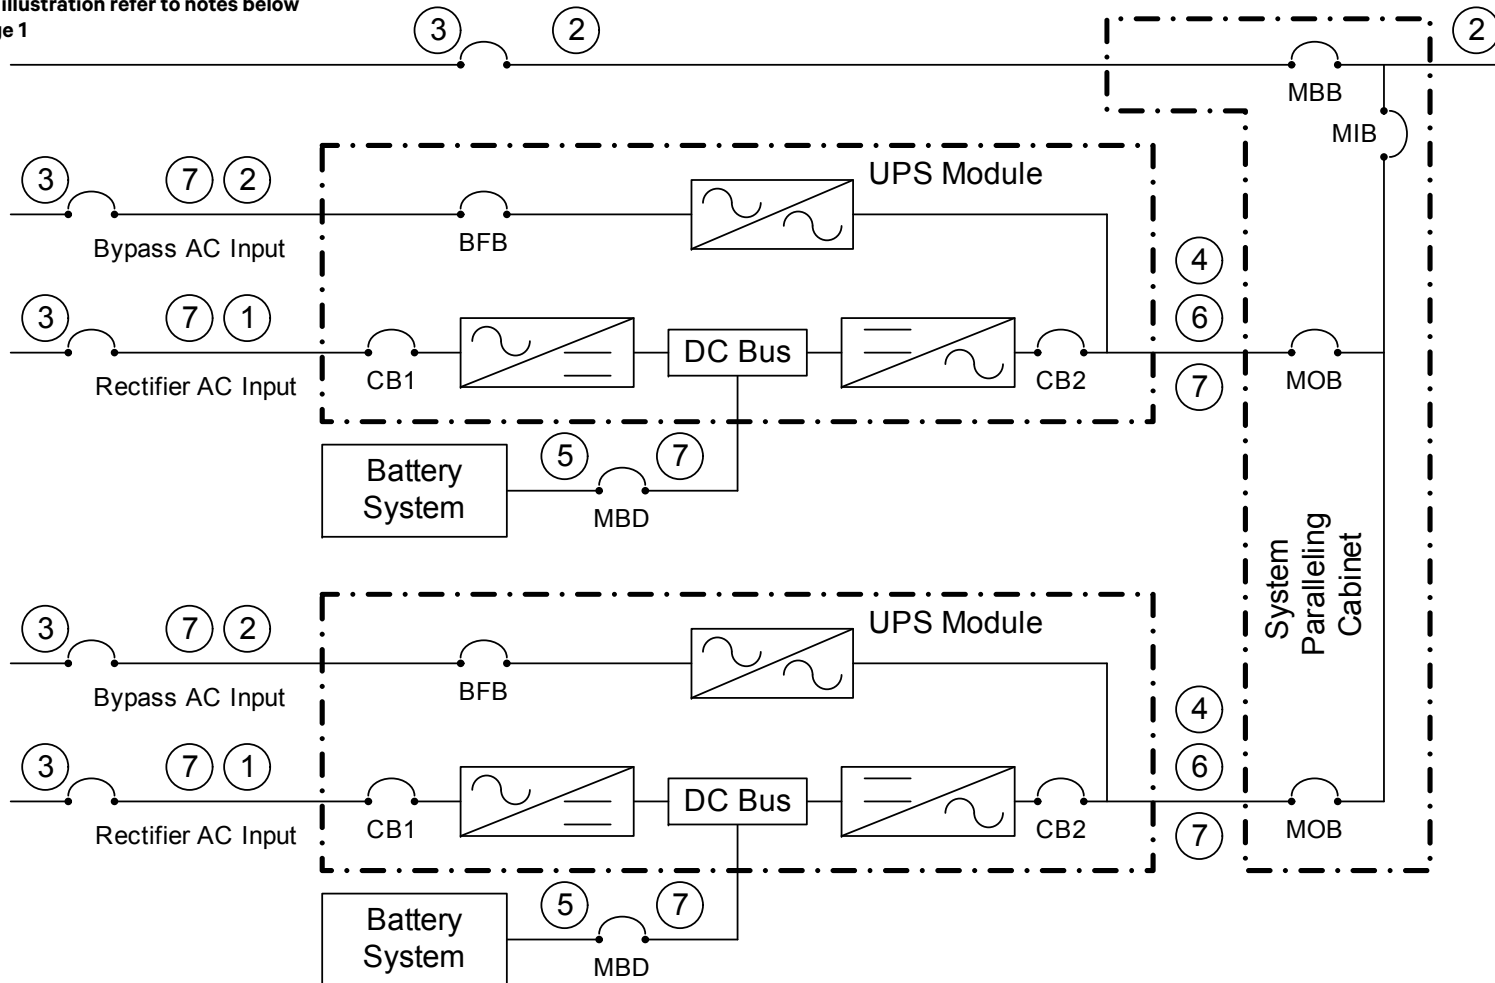 illustration refer to notes below
ge 1
3
2
2
MBB
MIB
3
7
2
Bypass AC Input
BFB
UPS Module
3
7
1
Rectifier AC Input
CB1
DC Bus
CB2
4
6
7
MOB
Battery
System
5
7
MBD
System
Paralleling
Cabinet
3
7
2
Bypass AC Input
BFB
UPS Module
3
7
1
Rectifier AC Input
CB1
DC Bus
CB2
4
6
7
MOB
Battery
System
5
7
MBD